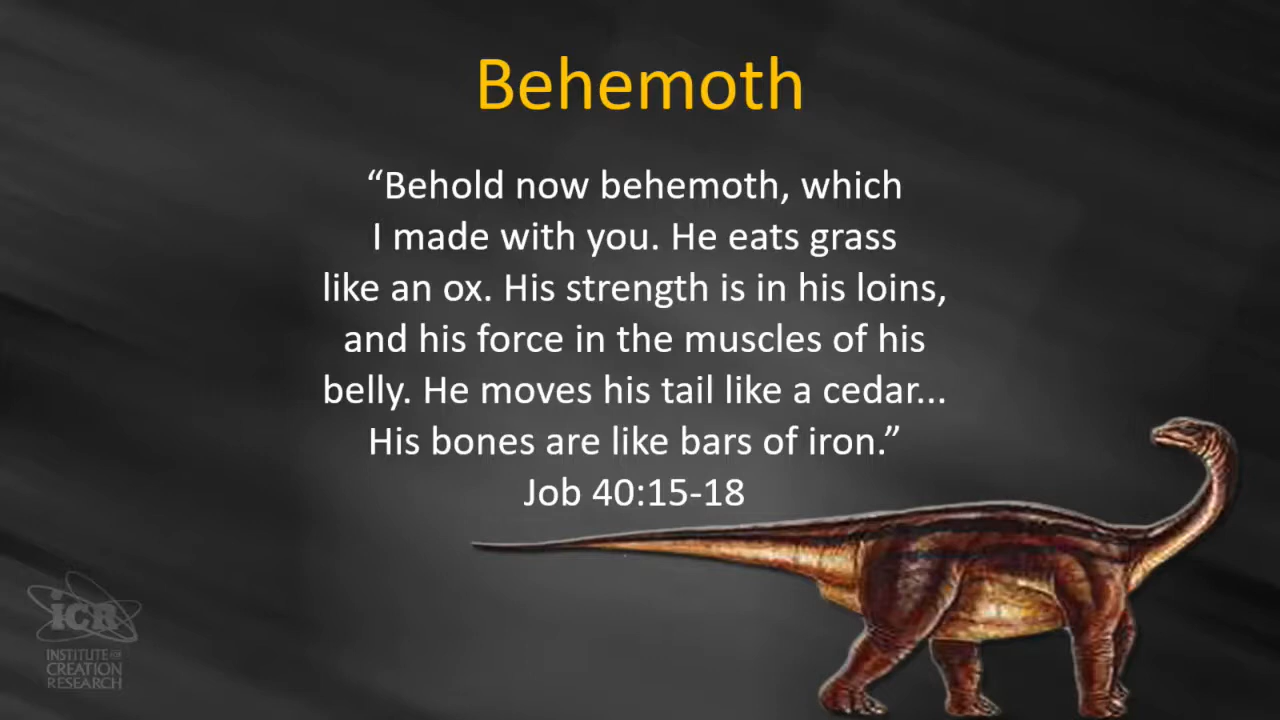 Behemoth
“Behold now behemoth, which
I made with you. He eats grass
like an ox. His strength is in his loins,
and his force in the muscles of his
belly. He moves his tail like a cedar...
His bones are like bars of iron.”
Job 40:15-18
iCR
INSTITUTE FOR
CREATION
RESEARCH